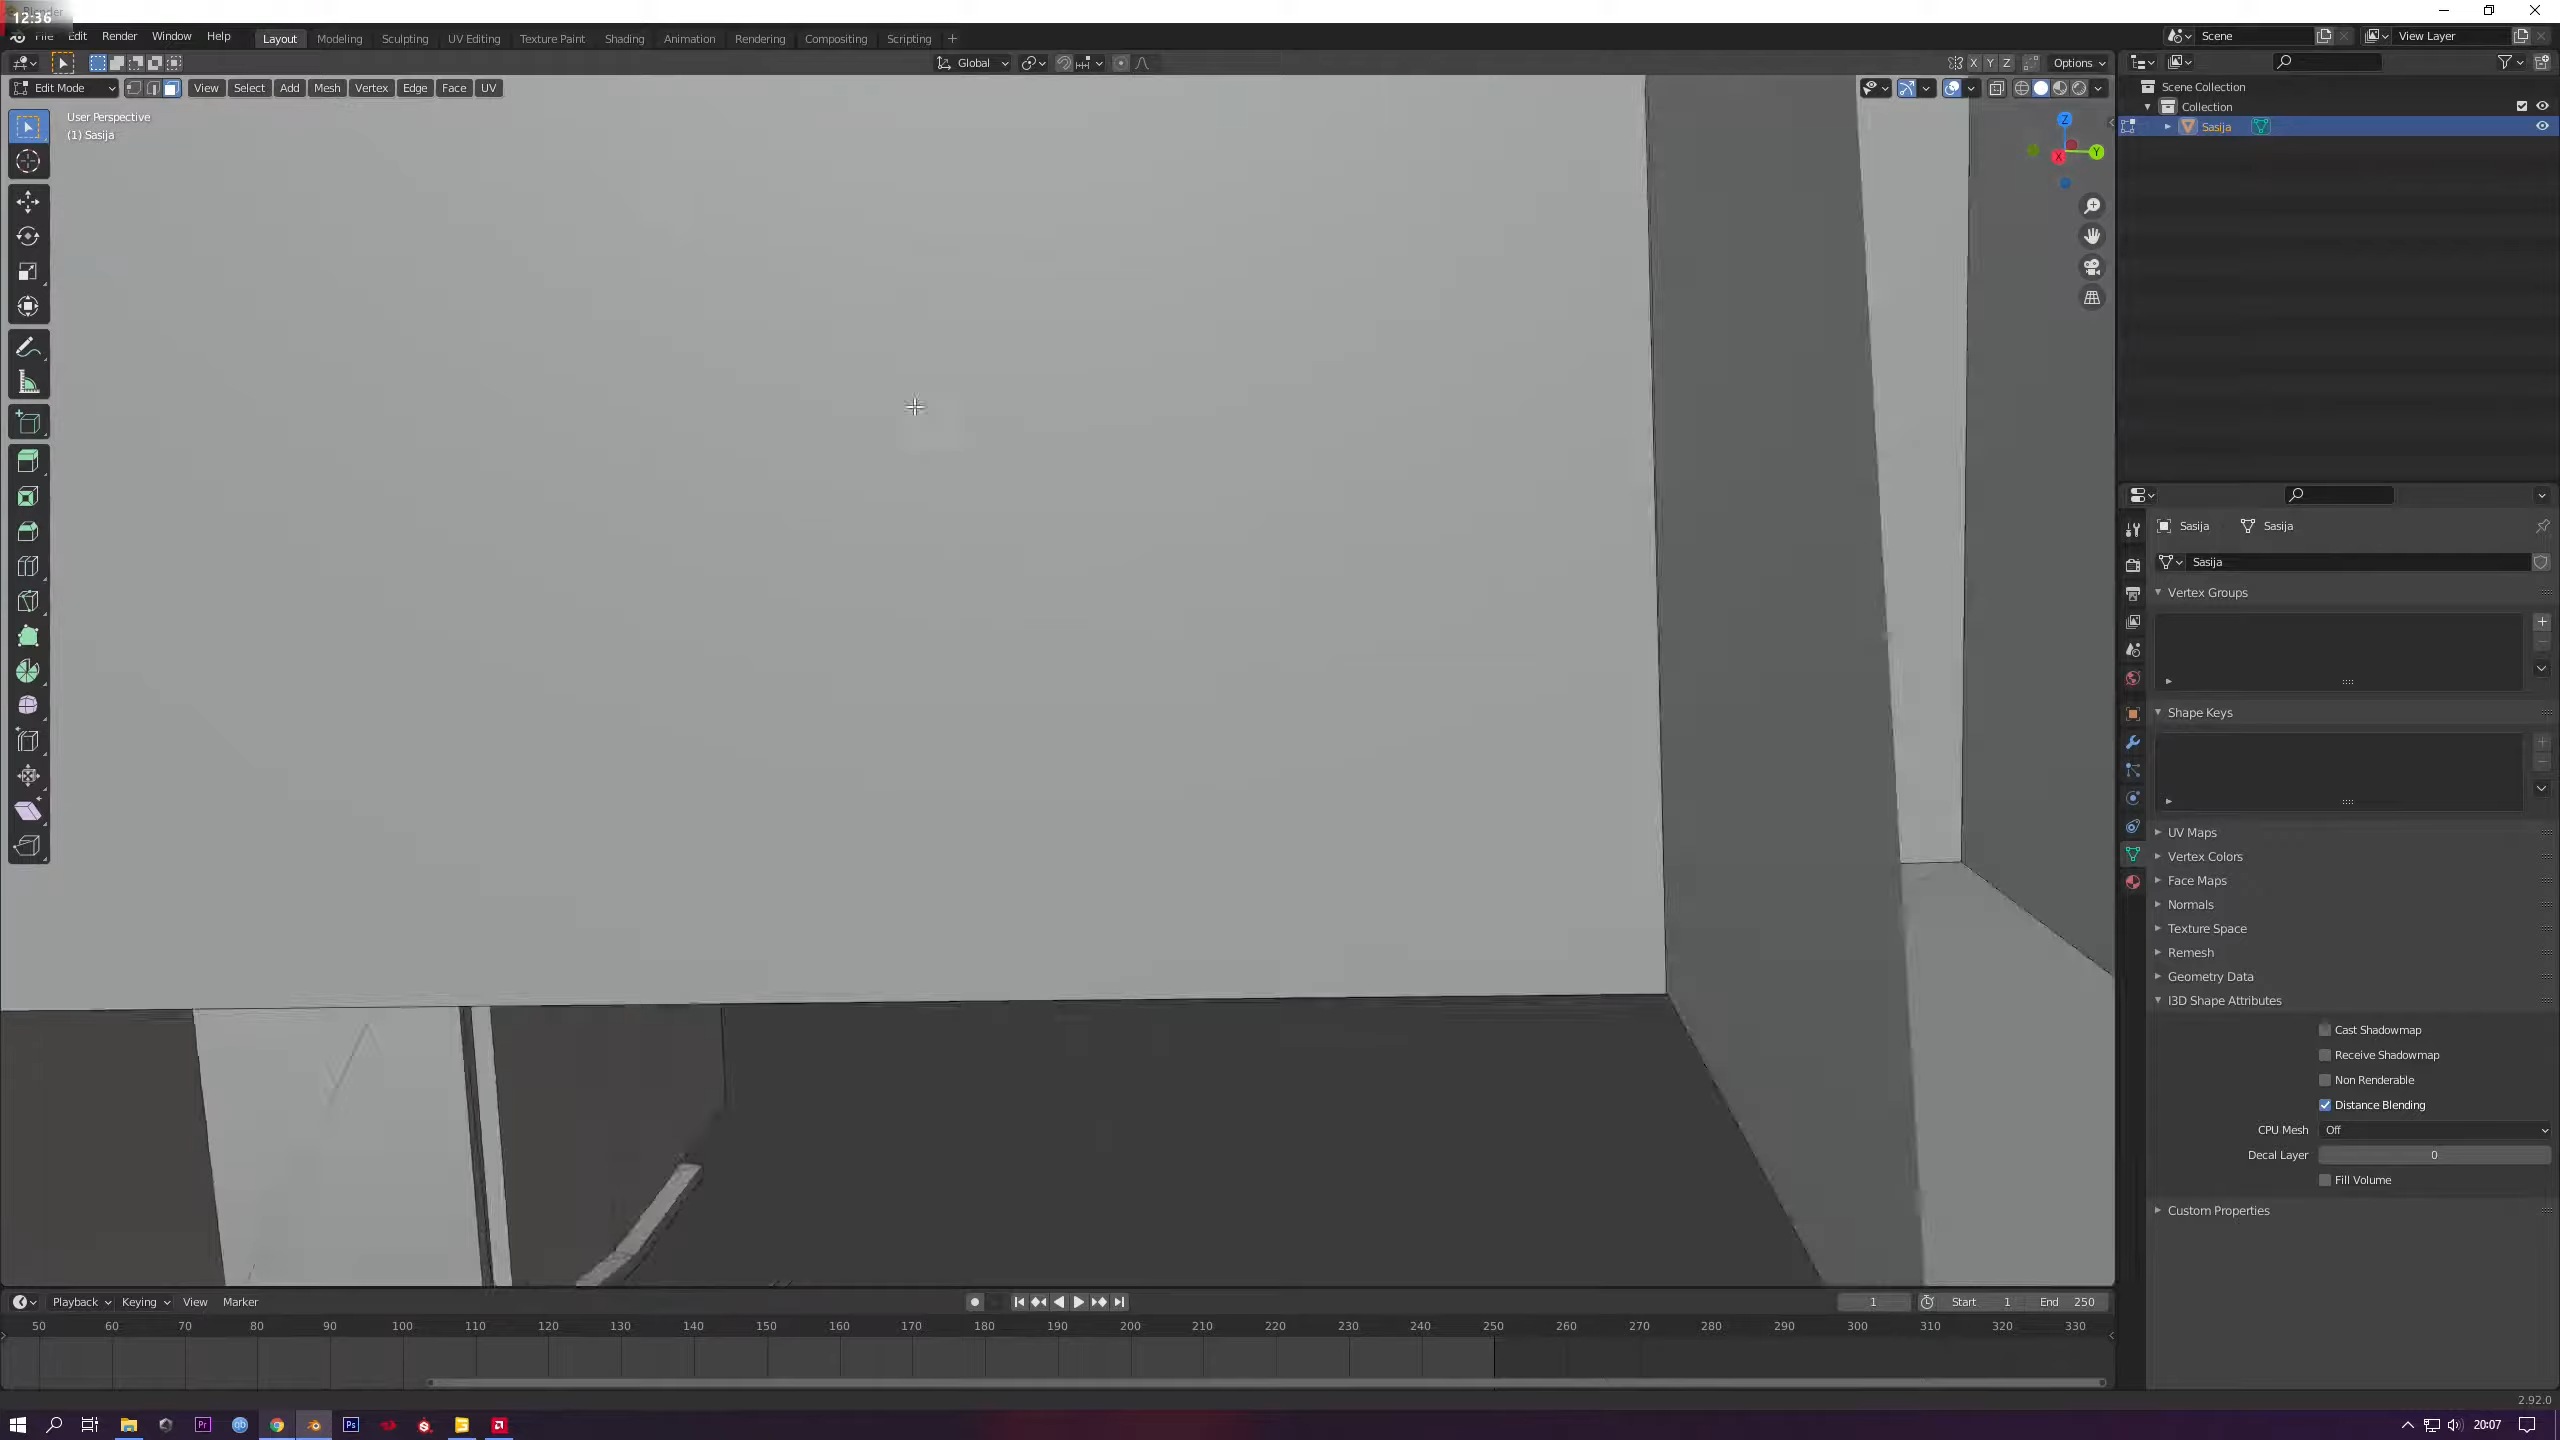 12:36
Blender
File Edit Render Window Help Layout Modeling Sculpting UV Editing Texture Paint Shading Animation Rendering Compositing Scripting +
Scene View Layer
Global X Y Z Options
Edit Mode View Select Add Mesh Vertex Edge Face UV
User Perspective
(1) Sasija
Z
X Y
Scene Collection
Collection
Sasija
Sasija Sasija
Sasija
Vertex Groups
Shape Keys
UV Maps
Vertex Colors
Face Maps
Normals
Texture Space
Remesh
Geometry Data
I3D Shape Attributes
Cast Shadowmap
Receive Shadowmap
Non Renderable
Distance Blending
CPU Mesh Off
Decal Layer 0
Fill Volume
Custom Properties
Playback Keying View Marker 1 Start 1 End 250
50 60 70 80 90 100 110 120 130 140 150 160 170 180 190 200 210 220 230 240 250 260 270 280 290 300 310 320 330
2.92.0
Pr Ps 20:07